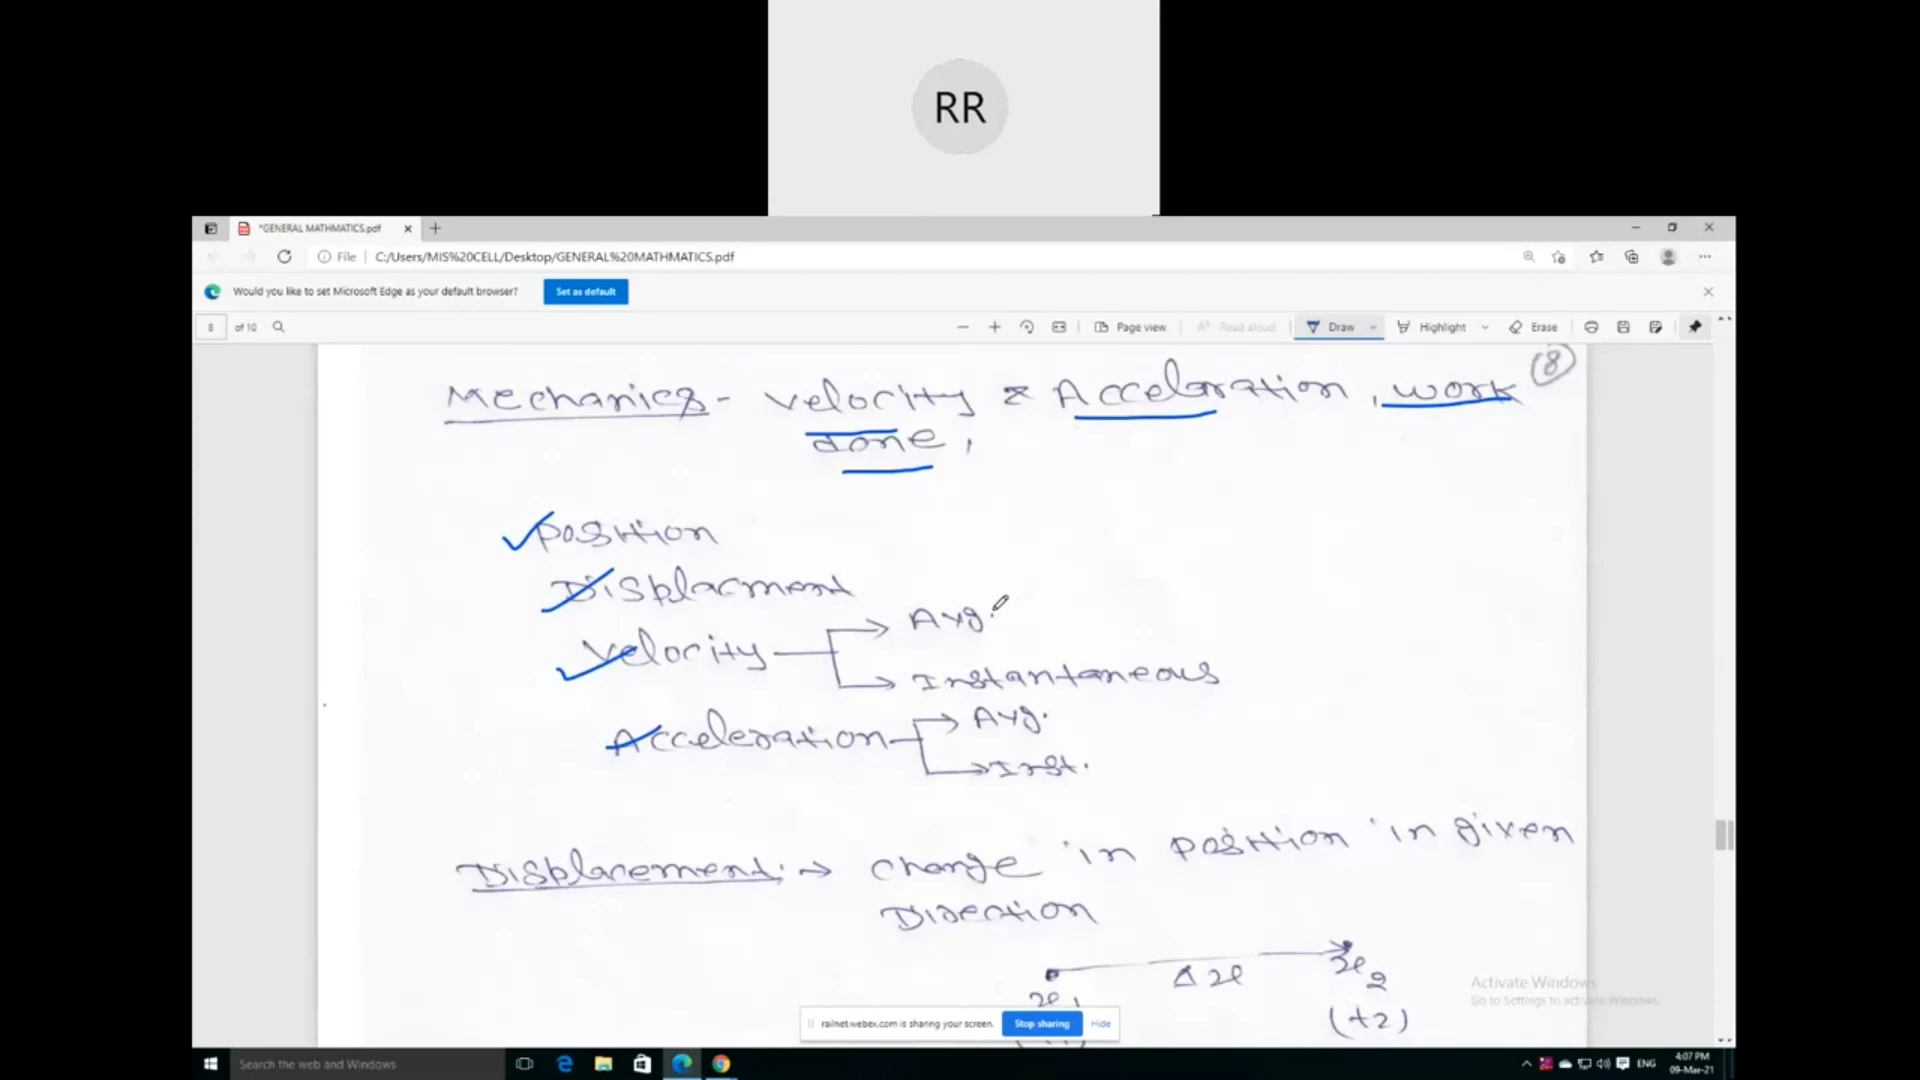 RR
*GENERAL MATHMATICS.pdf
File | C:/Users/MIS%20CELL/Desktop/GENERAL%20MATHMATICS.pdf
Would you like to set Microsoft Edge as your default browser? Set as default
8 of 10 Page view Read aloud Draw Highlight Erase
8
Mechanics - Velocity & Acceleration, work
done,
Position
Displacment
Velocity Avg.
Instantaneous
Acceleration Avg.
Inst.
Displacement:→ Change in position in given
Direction
x1 Δx x2
(t2)
Activate Windows
Go to Settings to activate Windows.
railnet.webex.com is sharing your screen. Stop sharing Hide
Search the web and Windows
ENG 4:07 PM
09-Mar-21